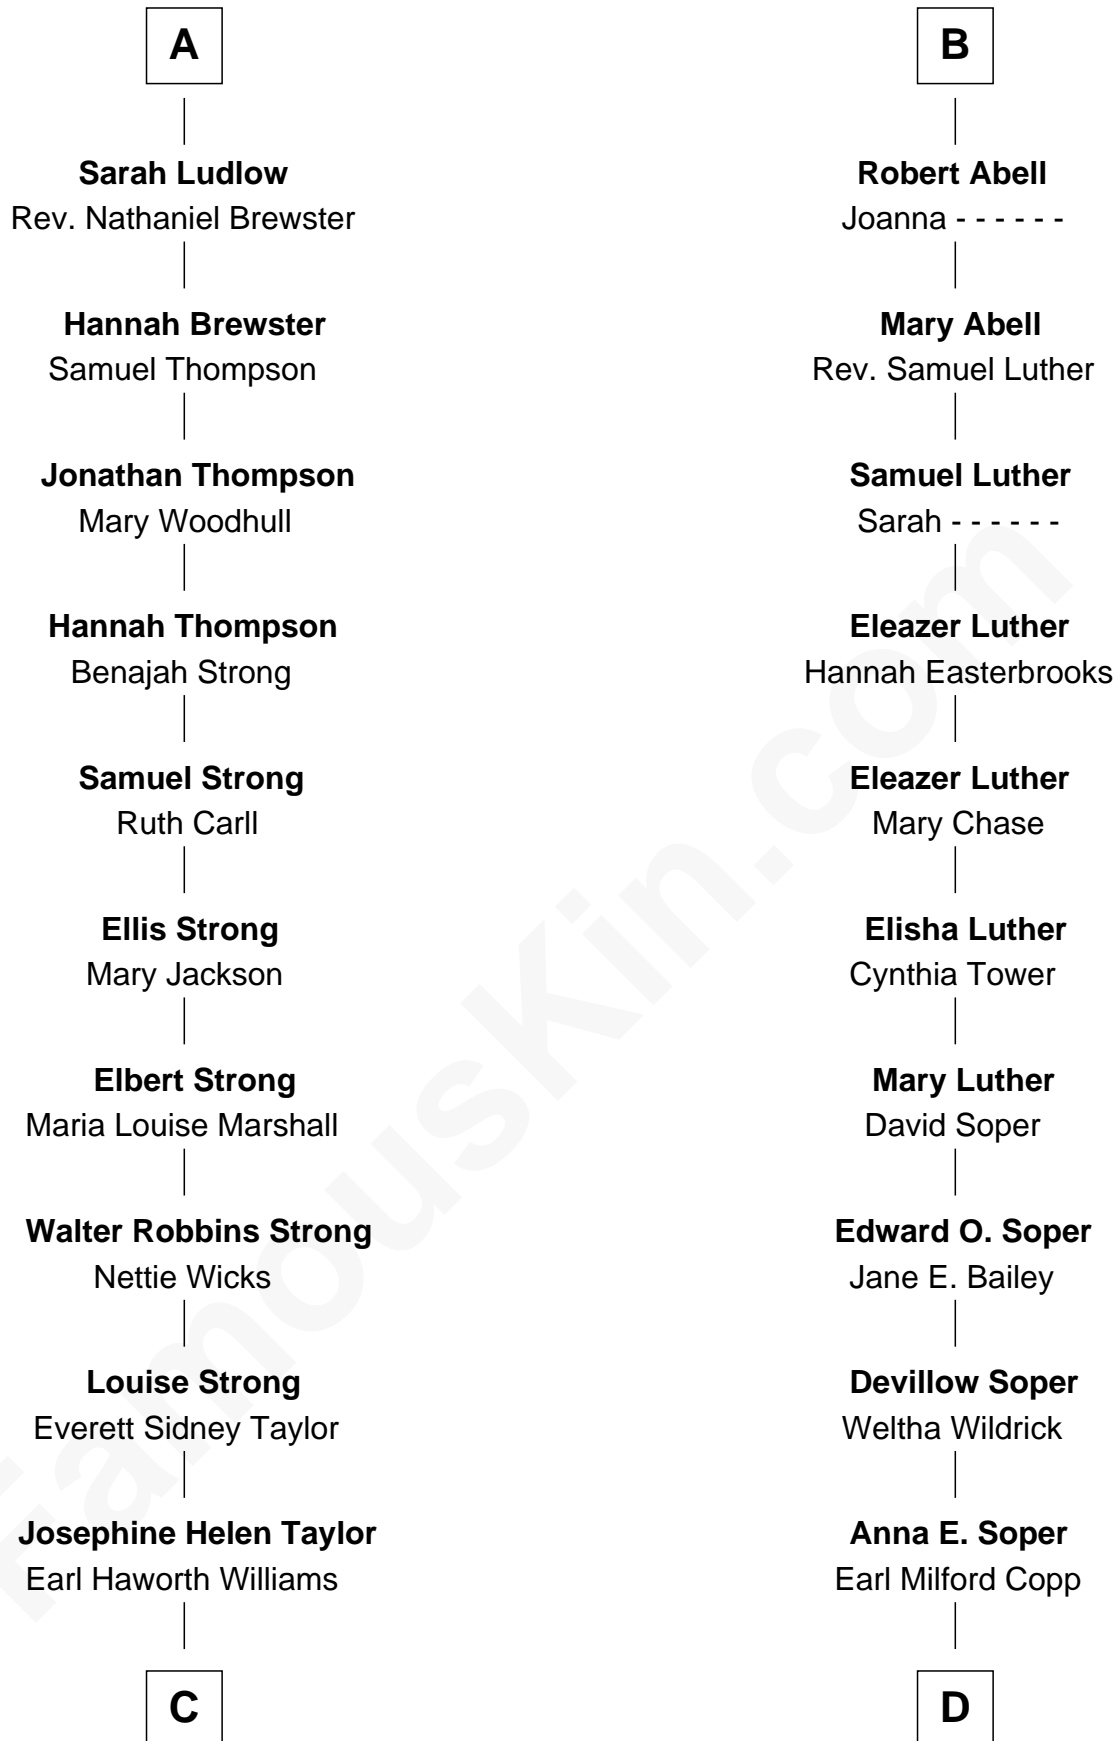 A
Sarah Ludlow
Rev. Nathaniel Brewster
Hannah Brewster
Samuel Thompson
Jonathan Thompson
Mary Woodhull
Hannah Thompson
Benajah Strong
Samuel Strong
Ruth Carll
Ellis Strong
Mary Jackson
Elbert Strong
Maria Louise Marshall
Walter Robbins Strong
Nettie Wicks
Louise Strong
Everett Sidney Taylor
Josephine Helen Taylor
Earl Haworth Williams
C
B
Robert Abell
Joanna - - - - - -
Mary Abell
Rev. Samuel Luther
Samuel Luther
Sarah - - - - - -
Eleazer Luther
Hannah Easterbrooks
Eleazer Luther
Mary Chase
Elisha Luther
Cynthia Tower
Mary Luther
David Soper
Edward O. Soper
Jane E. Bailey
Devillow Soper
Weltha Wildrick
Anna E. Soper
Earl Milford Copp
D
FamousKin.com